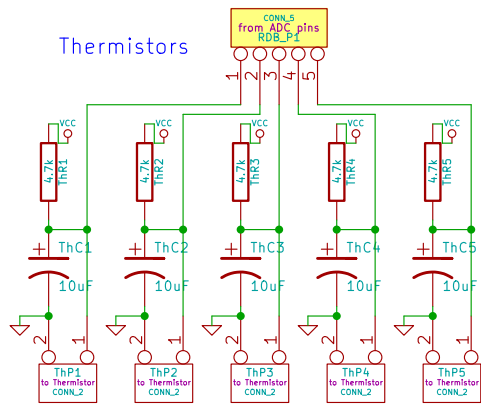 CONN_5
from ADC pins
RDB_P1
Thermistors
1 2 3 4 5
VCC VCC VCC VCC VCC
4.7k ThR1 4.7k ThR2 4.7k ThR3 4.7k ThR4 4.7k ThR5
+ ThC1 + ThC2 + ThC3 + ThC4 + ThC5
10uF 10uF 10uF 10uF 10uF
2 1 2 1 2 1 2 1 2 1
ThP1 ThP2 ThP3 ThP4 ThP5
to Thermistor to Thermistor to Thermistor to Thermistor to Thermistor
CONN_2 CONN_2 CONN_2 CONN_2 CONN_2